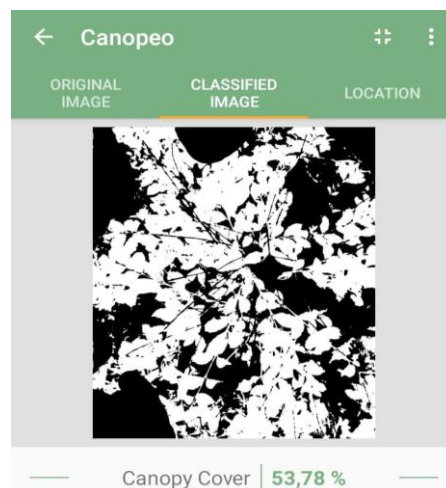 Canopeo
ORIGINAL IMAGE
CLASSIFIED IMAGE
LOCATION
Canopy Cover | 53,78 %